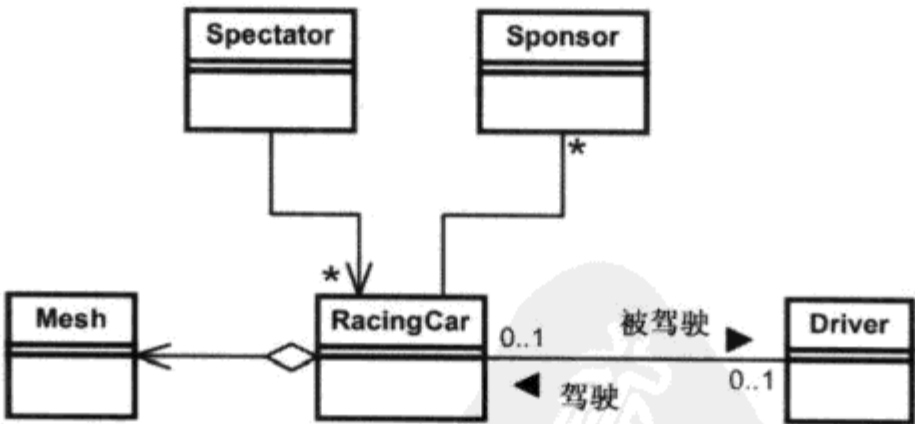 Spectator
Sponsor
*
*
Mesh
RacingCar
0..1
被驾驶
Driver
驾驶
0..1